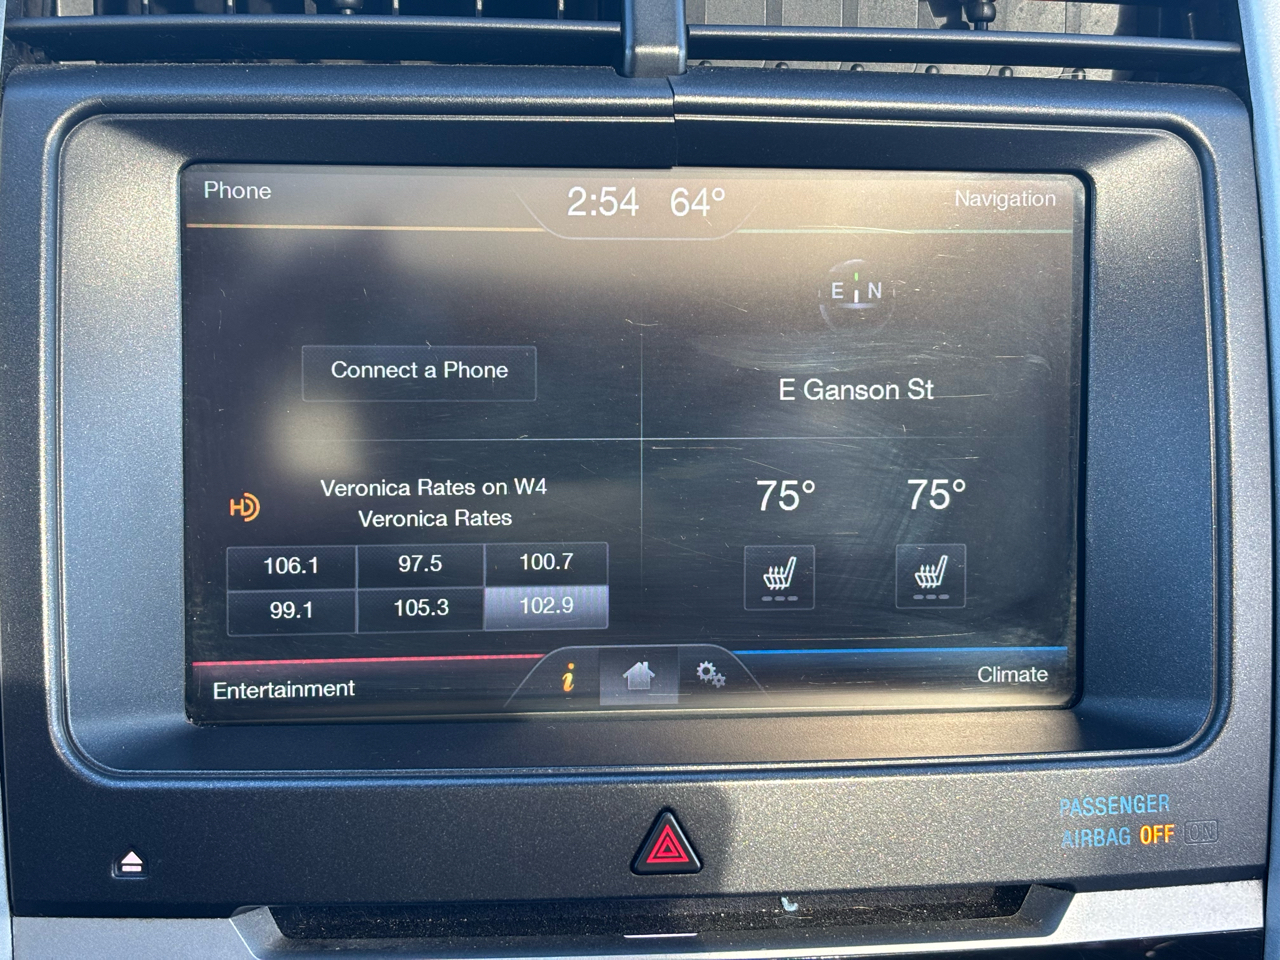 Phone
2:54 64°
Navigation
E N
Connect a Phone
E Ganson St
HD
Veronica Rates on W4
Veronica Rates
75° 75°
106.1 97.5 100.7
99.1 105.3 102.9
Entertainment
i
Climate
PASSENGER
AIRBAG OFF ON